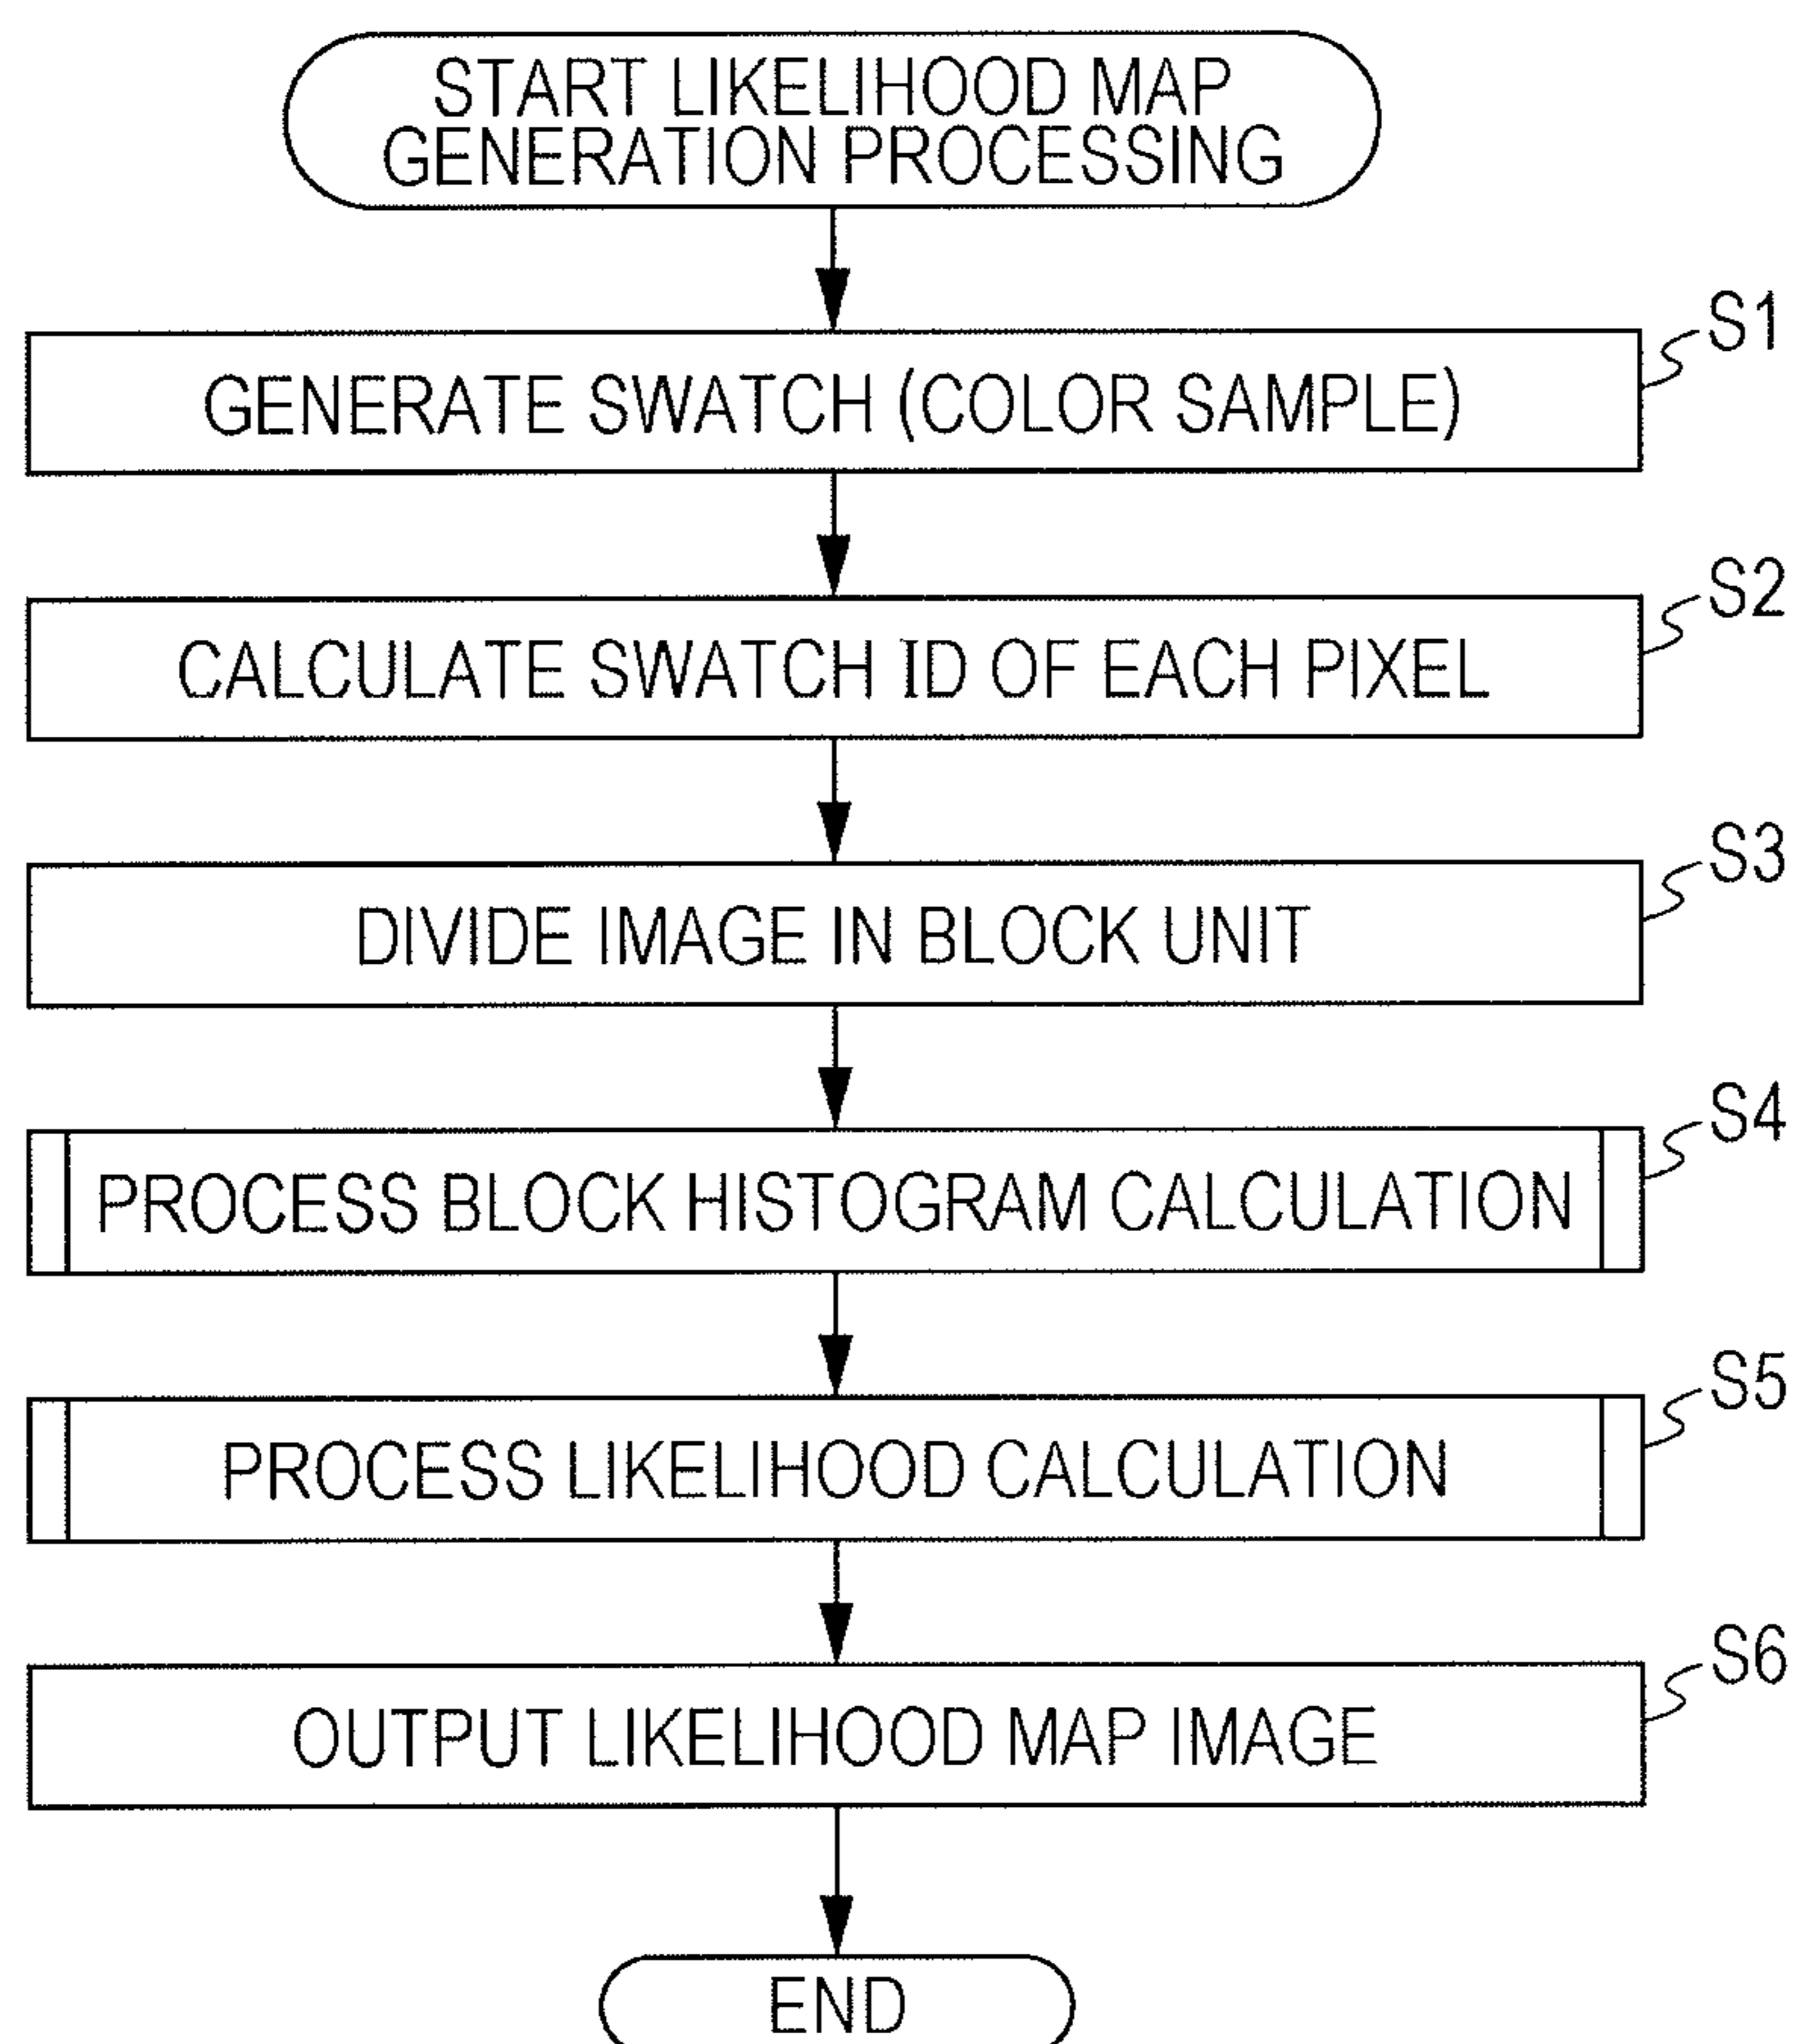 START LIKELIHOOD MAP
GENERATION PROCESSING
S1
GENERATE SWATCH (COLOR SAMPLE)
S2
CALCULATE SWATCH ID OF EACH PIXEL
S3
DIVIDE IMAGE IN BLOCK UNIT
S4
PROCESS BLOCK HISTOGRAM CALCULATION
S5
PROCESS LIKELIHOOD CALCULATION
S6
OUTPUT LIKELIHOOD MAP IMAGE
END